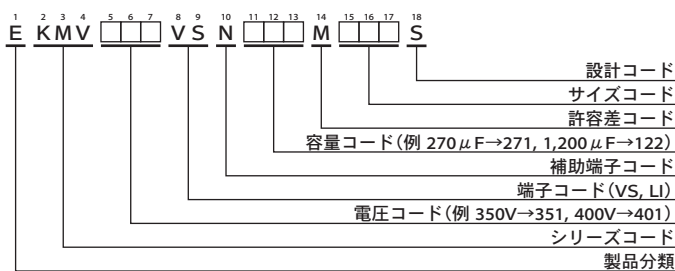 1 2 3 4 5 6 7 8 9 10 11 12 13 14 15 16 17 18
E KMV □□□ VS N □□□ M □□□ S
設計コード
サイズコード
許容差コード
容量コード(例 270μF→271, 1,200μF→122)
補助端子コード
端子コード(VS, LI)
電圧コード(例 350V→351, 400V→401)
シリーズコード
製品分類